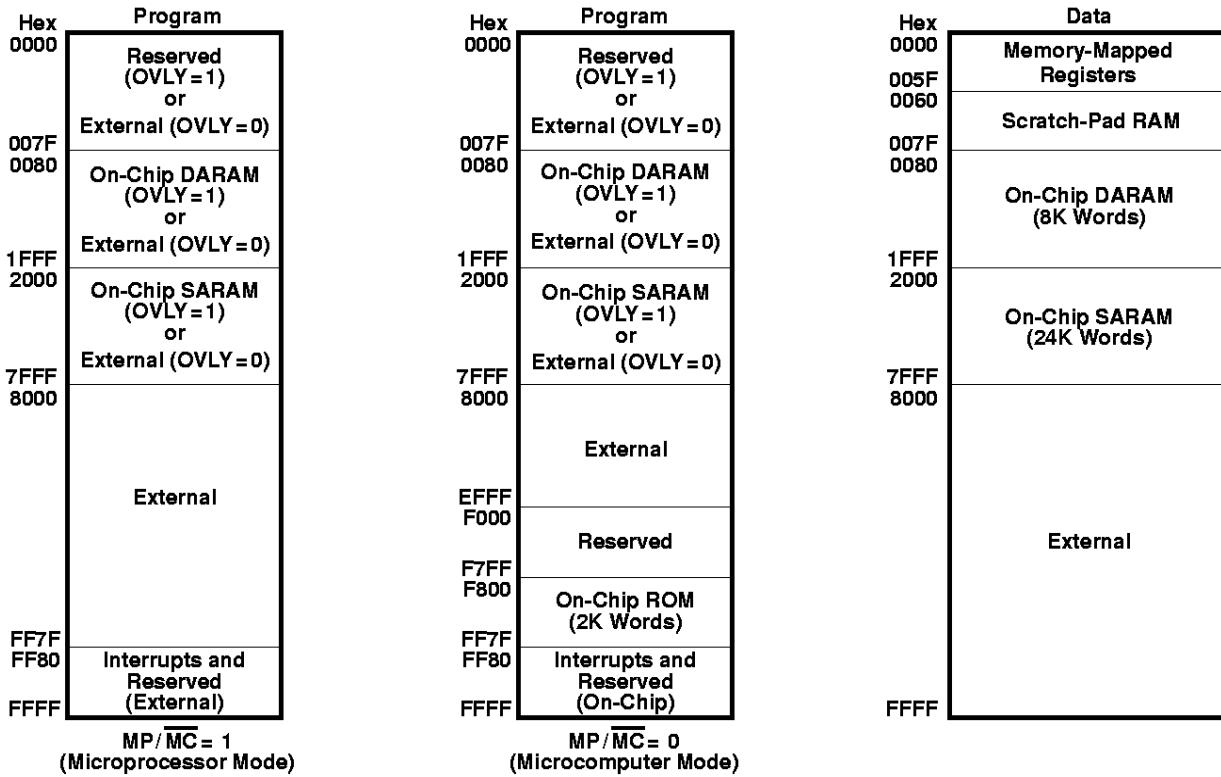 Hex
Program
0000
Reserved
(OVLY = 1)
or
External (OVLY = 0)
007F
0080
On-Chip DARAM
(OVLY = 1)
or
External (OVLY = 0)
1FFF
2000
On-Chip SARAM
(OVLY = 1)
or
External (OVLY = 0)
7FFF
8000
External
FF7F
FF80
Interrupts and
Reserved
(External)
FFFF
MP/M̅C̅ = 1
(Microprocessor Mode)
Hex
Program
0000
Reserved
(OVLY = 1)
or
External (OVLY = 0)
007F
0080
On-Chip DARAM
(OVLY = 1)
or
External (OVLY = 0)
1FFF
2000
On-Chip SARAM
(OVLY = 1)
or
External (OVLY = 0)
7FFF
8000
External
EFFF
F000
Reserved
F7FF
F800
On-Chip ROM
(2K Words)
FF7F
FF80
Interrupts and
Reserved
(On-Chip)
FFFF
MP/M̅C̅ = 0
(Microcomputer Mode)
Hex
Data
0000
Memory-Mapped
Registers
005F
0060
Scratch-Pad RAM
007F
0080
On-Chip DARAM
(8K Words)
1FFF
2000
On-Chip SARAM
(24K Words)
7FFF
8000
External
FFFF